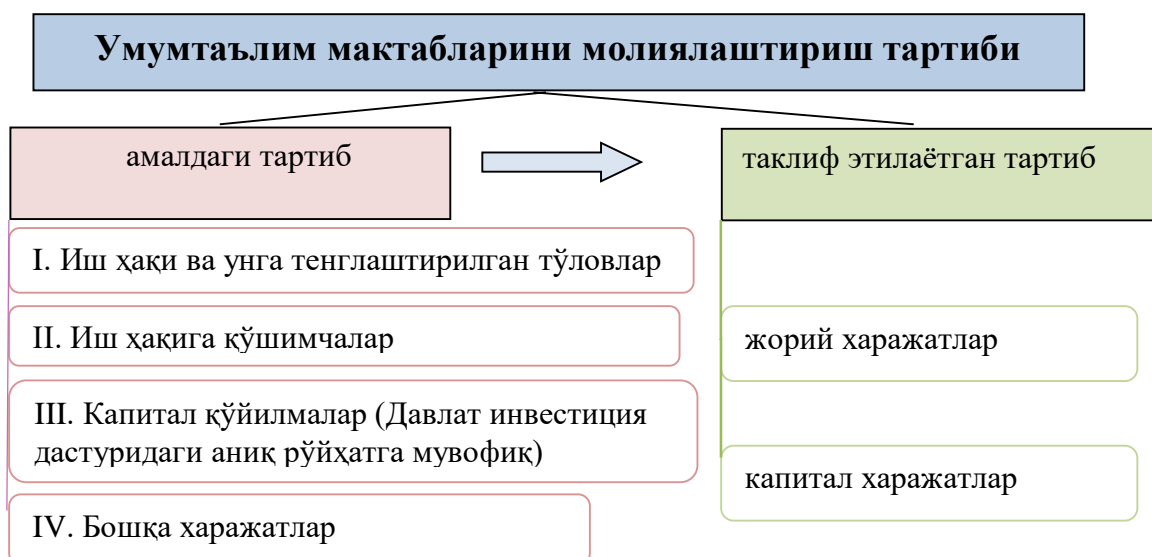 Умумтаълим мактабларини молиялаштириш тартиби
амалдаги тартиб
таклиф этилаётган тартиб
I. Иш ҳақи ва унга тенглаштирилган тўловлар
II. Иш ҳақига қўшимчалар
III. Капитал қўйилмалар (Давлат инвестиция
дастуридаги аниқ рўйҳатга мувофиқ)
IV. Бошқа харажатлар
жорий харажатлар
капитал харажатлар